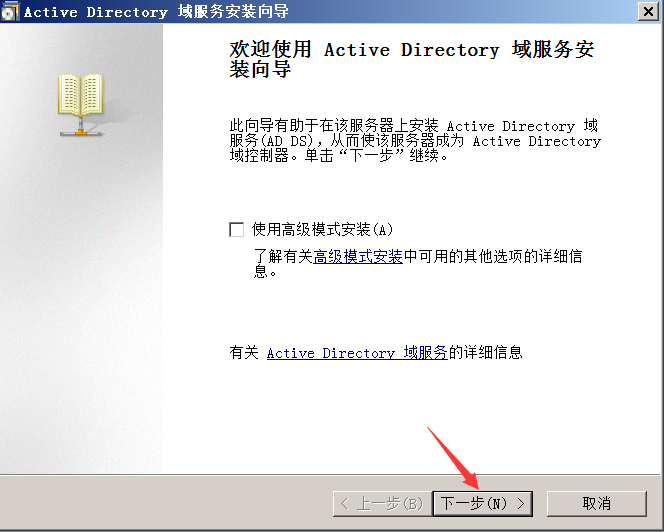 Active Directory 域服务安装向导
欢迎使用 Active Directory 域服务安
装向导
此向导有助于在该服务器上安装 Active Directory 域
服务(AD DS)，从而使该服务器成为 Active Directory
域控制器。单击“下一步”继续。
使用高级模式安装(A)
了解有关高级模式安装中可用的其他选项的详细信
息。
有关 Active Directory 域服务的详细信息
< 上一步(B)
下一步(N) >
取消